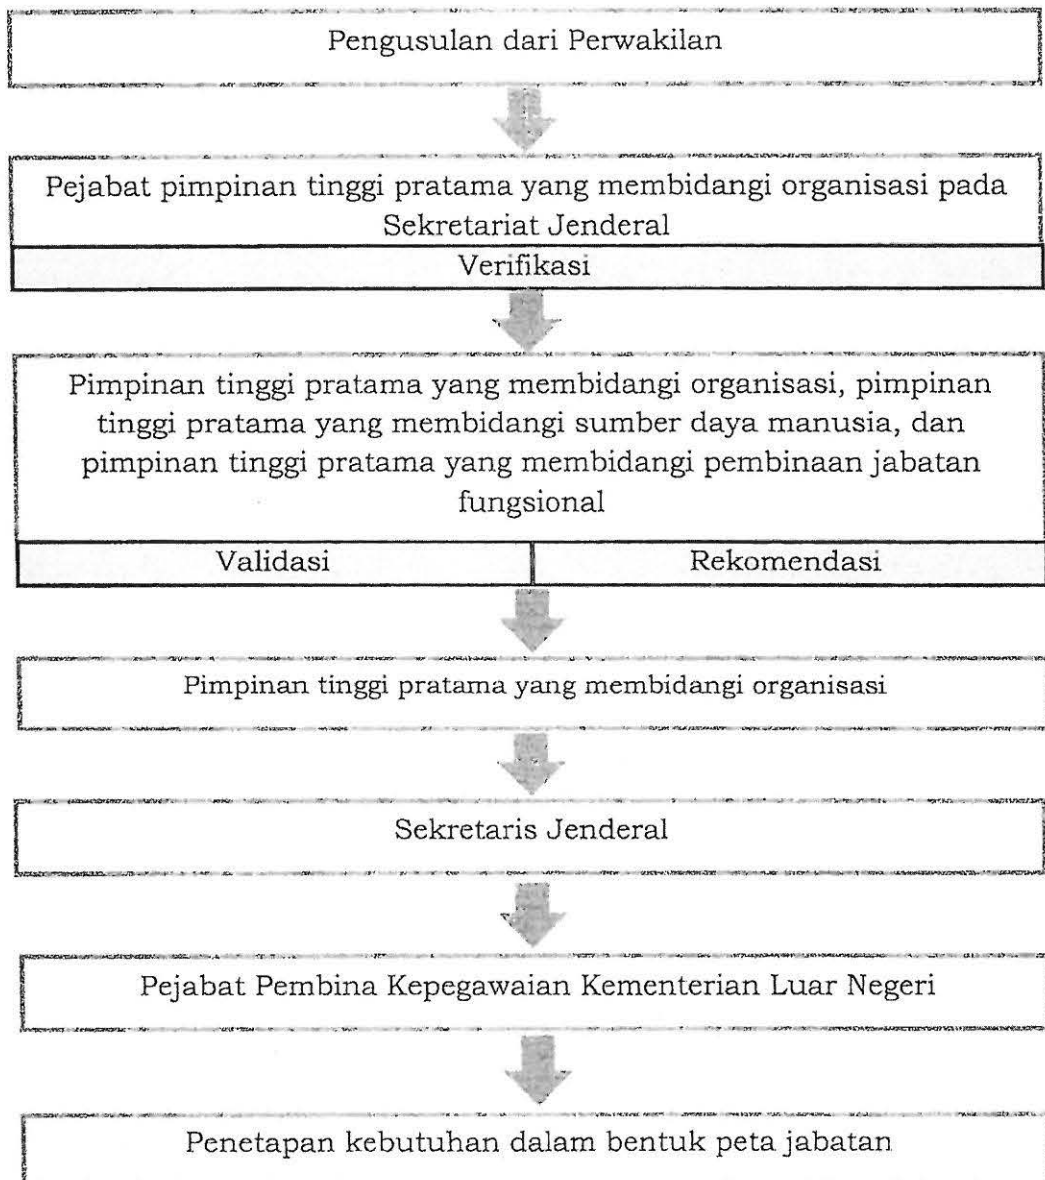 Pengusulan dari Perwakilan
Pejabat pimpinan tinggi pratama yang membidangi organisasi pada
Sekretariat Jenderal
Verifikasi
Pimpinan tinggi pratama yang membidangi organisasi, pimpinan
tinggi pratama yang membidangi sumber daya manusia, dan
pimpinan tinggi pratama yang membidangi pembinaan jabatan
fungsional
Validasi
Rekomendasi
Pimpinan tinggi pratama yang membidangi organisasi
Sekretaris Jenderal
Pejabat Pembina Kepegawaian Kementerian Luar Negeri
Penetapan kebutuhan dalam bentuk peta jabatan